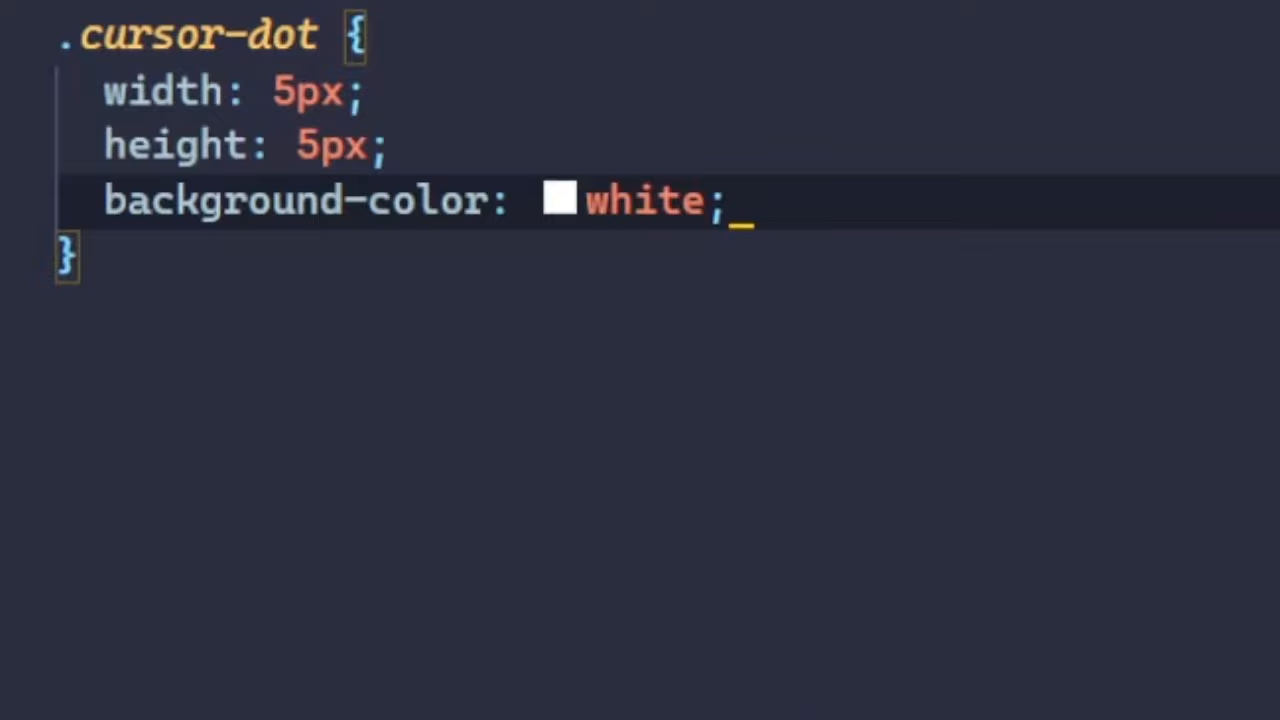 .cursor-dot {
width: 5px;
height: 5px;
background-color: white;
}